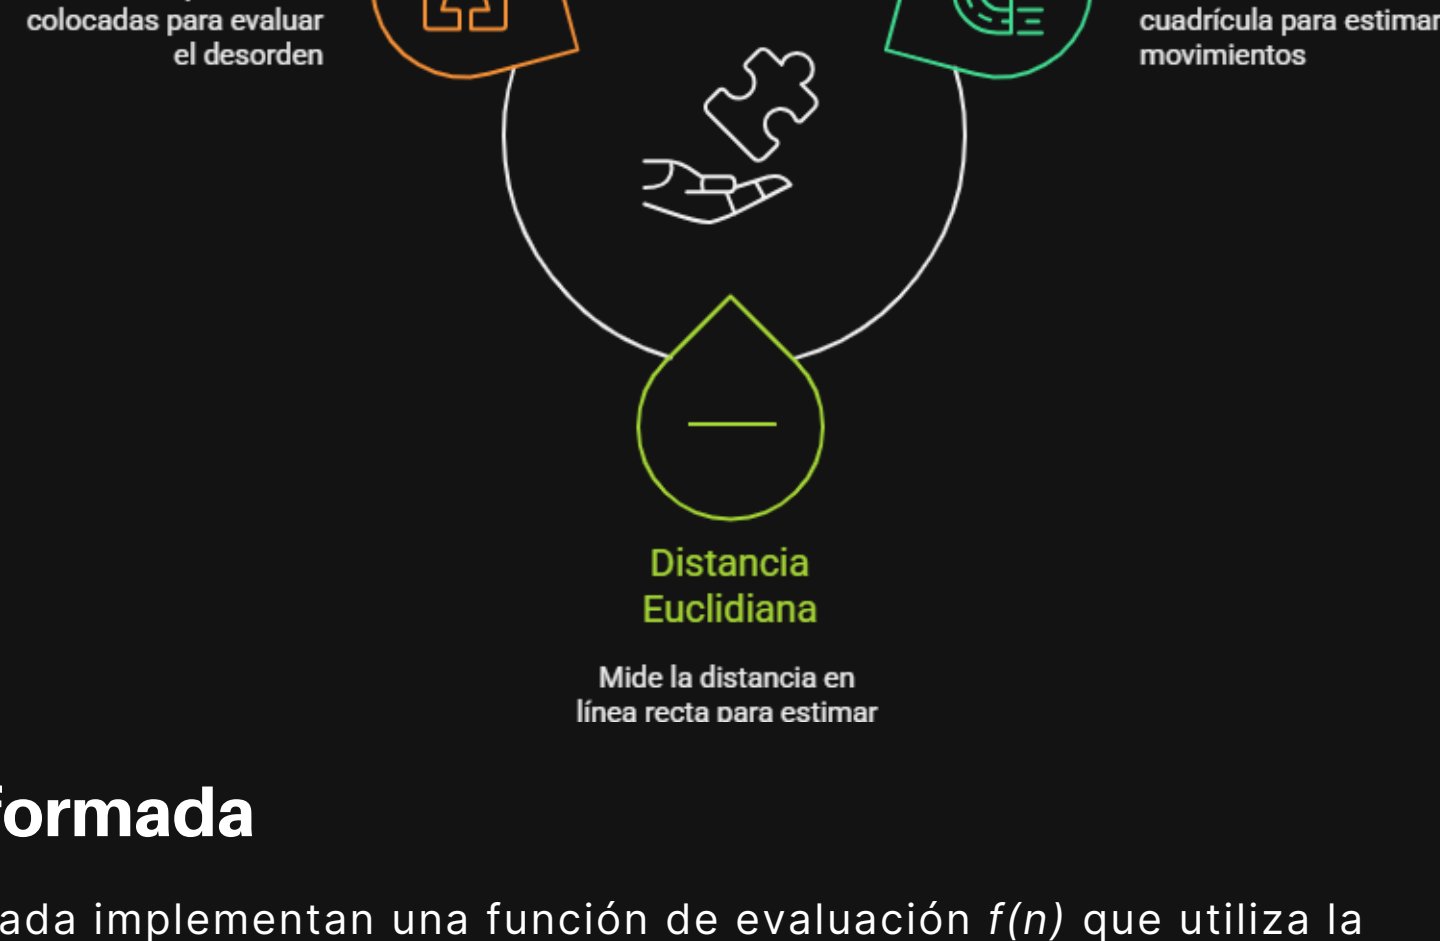 colocadas para evaluar
el desorden
cuadrícula para estimar
movimientos
Distancia
Euclidiana
Mide la distancia en
línea recta para estimar
formada
ada implementan una función de evaluación f(n) que utiliza la